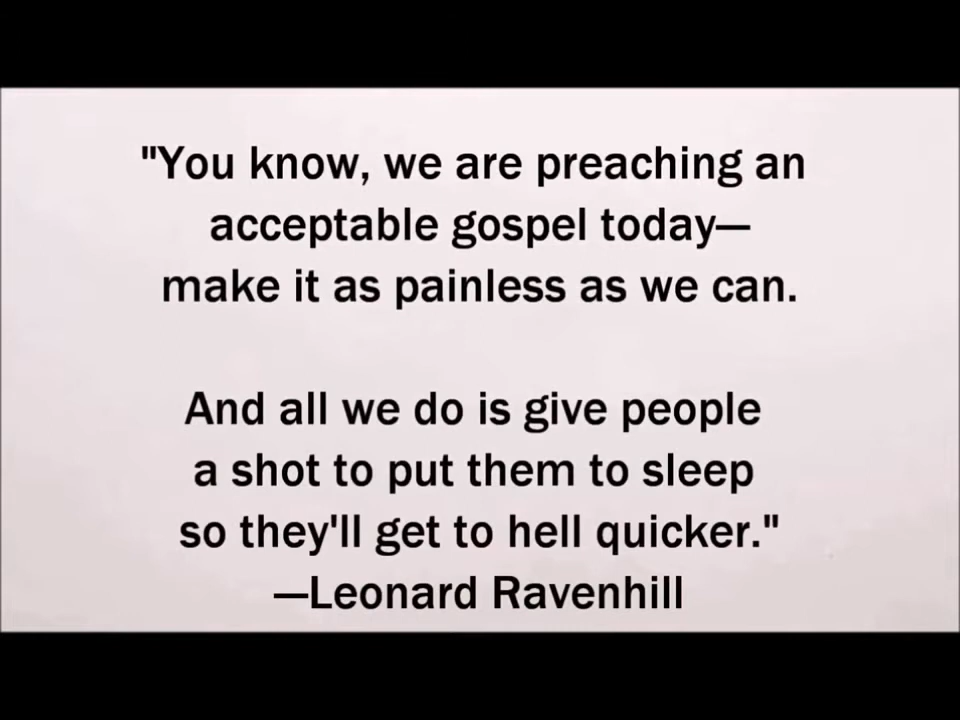 "You know, we are preaching an
acceptable gospel today—
make it as painless as we can.
And all we do is give people
a shot to put them to sleep
so they'll get to hell quicker."
—Leonard Ravenhill